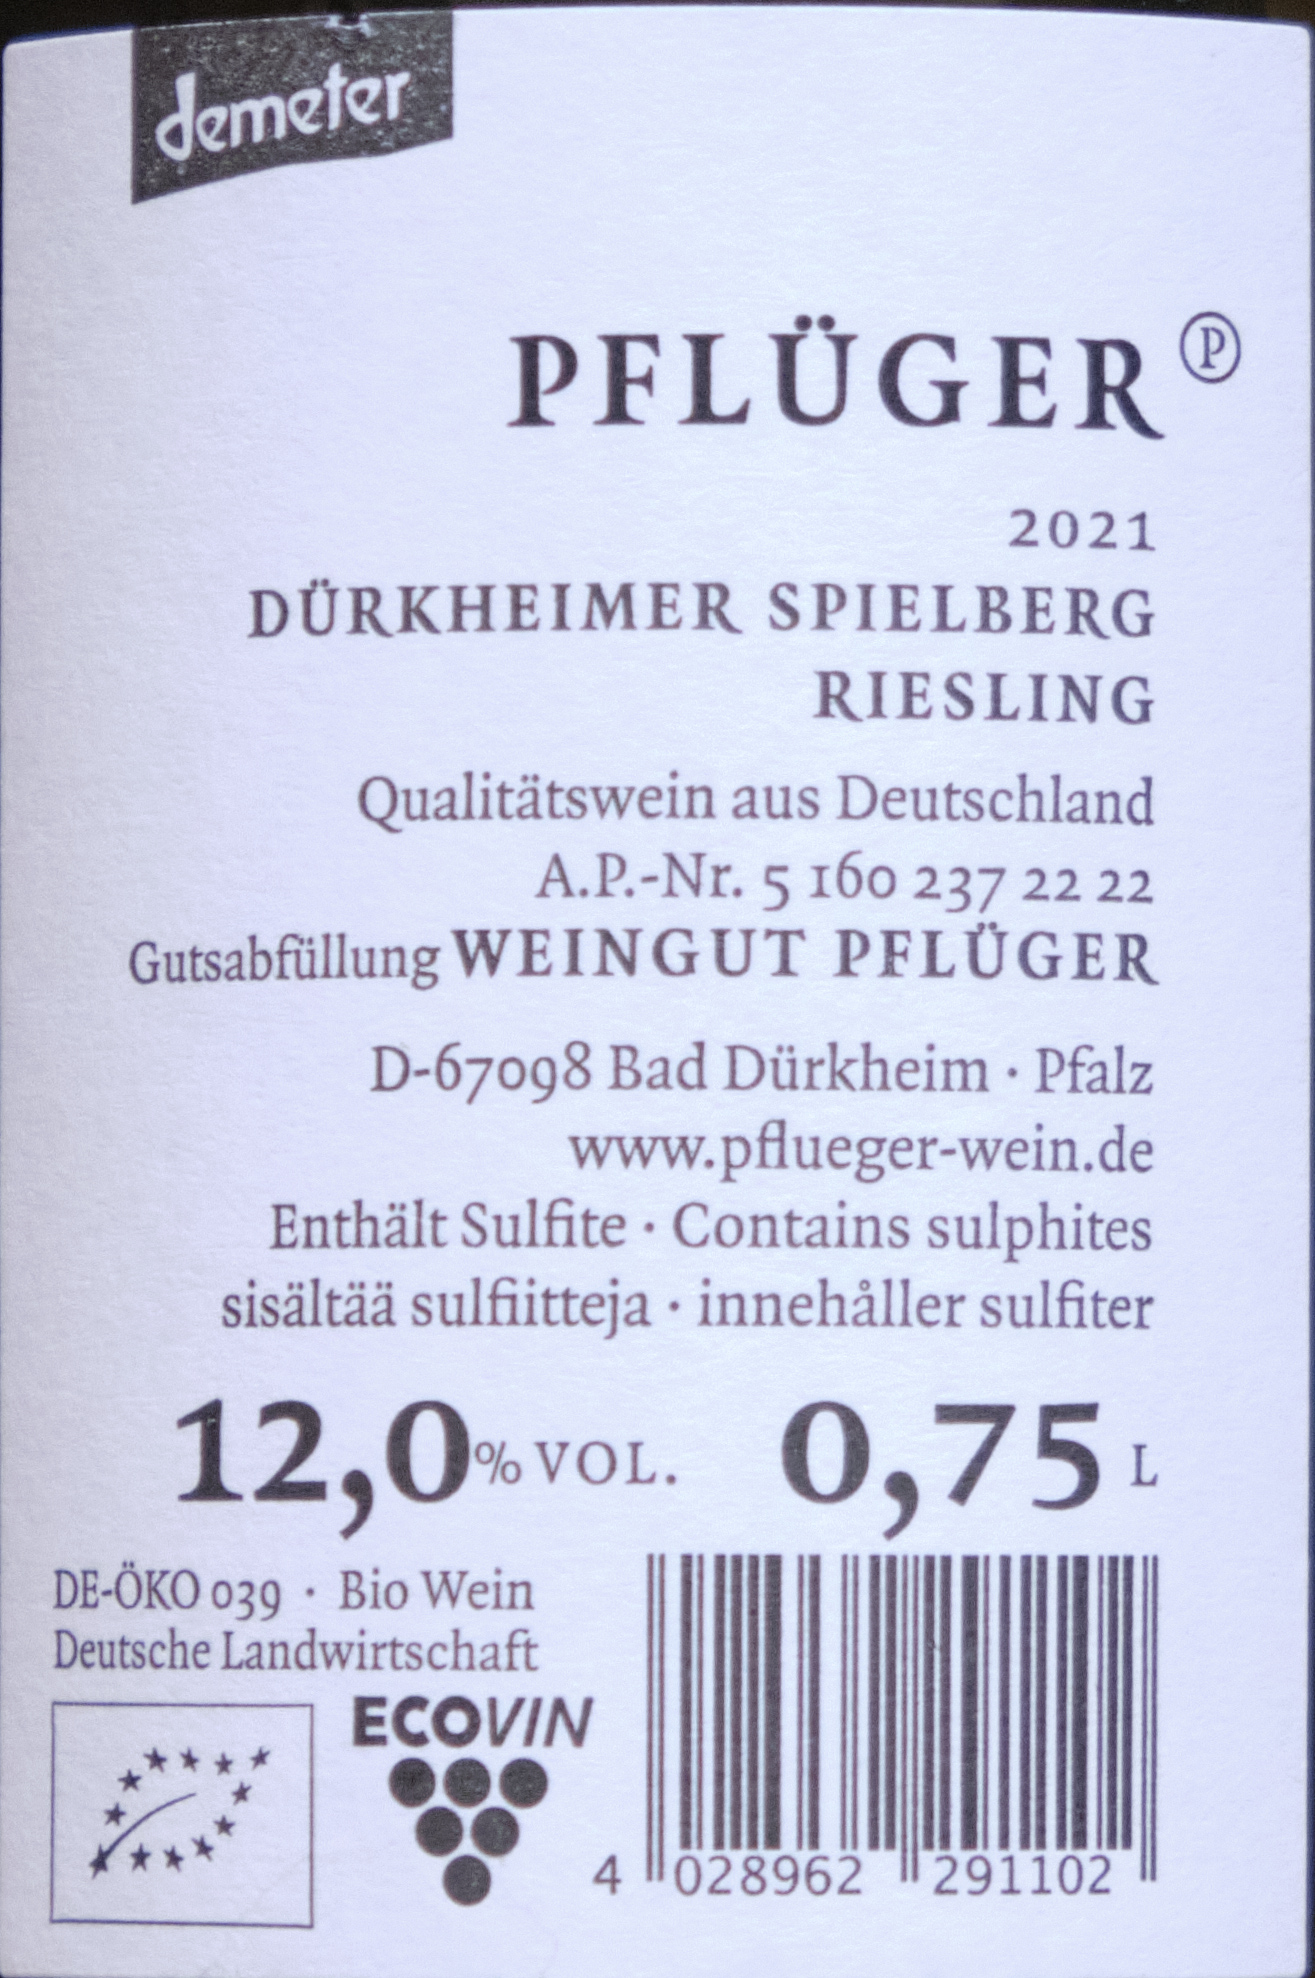 demeter
PFLÜGER Ⓟ
2021
DÜRKHEIMER SPIELBERG
RIESLING
Qualitätswein aus Deutschland
A.P.-Nr. 5 160 237 22 22
Gutsabfüllung WEINGUT PFLÜGER
D-67098 Bad Dürkheim · Pfalz
www.pflueger-wein.de
Enthält Sulfite · Contains sulphites
sisältää sulfiitteja · innehåller sulfiter
12,0 % VOL. 0,75 L
DE-ÖKO 039 · Bio Wein
Deutsche Landwirtschaft
ECOVIN
4 028962 291102